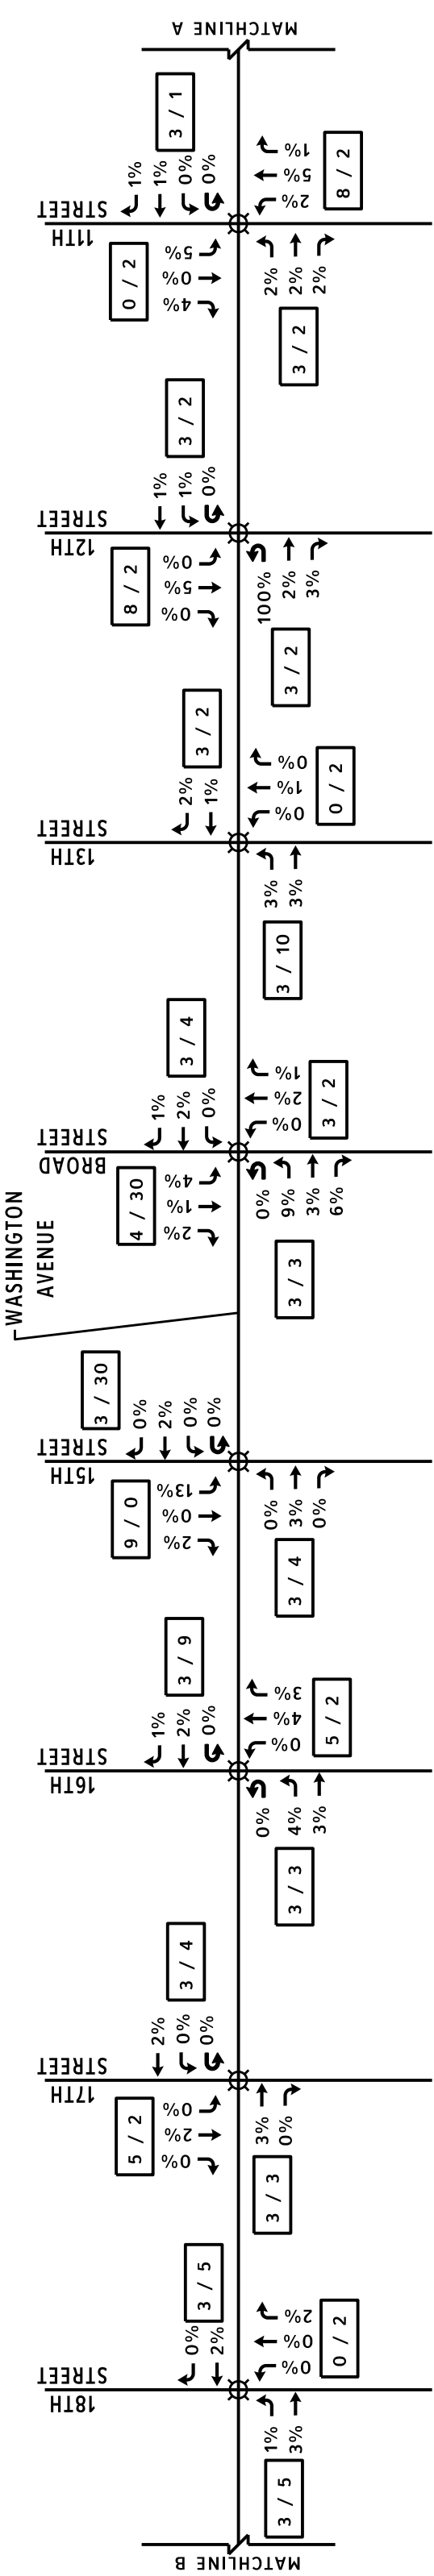 MATCHLINE A
3 / 1
1%
1%
0%
0%
1%
5%
2%
8 / 2
11TH
STREET
0 / 2
5%
0%
4%
2%
2%
2%
3 / 2
3 / 2
1%
1%
0%
12TH
STREET
8 / 2
0%
5%
0%
100%
2%
3%
3 / 2
3 / 2
2%
1%
0%
1%
0%
0 / 2
13TH
STREET
3%
3%
3 / 10
3 / 4
1%
2%
0%
1%
2%
0%
3 / 2
BROAD
STREET
4 / 30
4%
1%
2%
0%
9%
3%
6%
3 / 3
WASHINGTON
AVENUE
3 / 30
0%
2%
0%
0%
15TH
STREET
9 / 0
13%
0%
2%
0%
3%
0%
3 / 4
3 / 9
1%
2%
0%
3%
4%
0%
5 / 2
16TH
STREET
0%
4%
3%
3 / 3
3 / 4
2%
0%
0%
17TH
STREET
5 / 2
0%
2%
0%
3%
0%
3 / 3
3 / 5
0%
2%
2%
0%
0%
0 / 2
18TH
STREET
1%
3%
3 / 5
MATCHLINE B